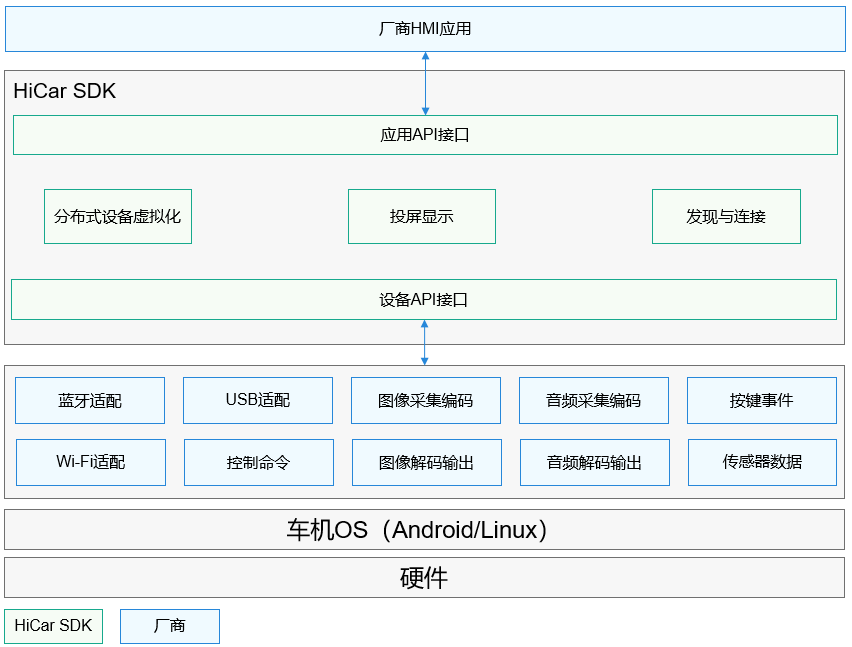 厂商HMI应用
HiCar SDK
应用API接口
分布式设备虚拟化
投屏显示
发现与连接
设备API接口
蓝牙适配
USB适配
图像采集编码
音频采集编码
按键事件
Wi-Fi适配
控制命令
图像解码输出
音频解码输出
传感器数据
车机OS（Android/Linux）
硬件
HiCar SDK
厂商